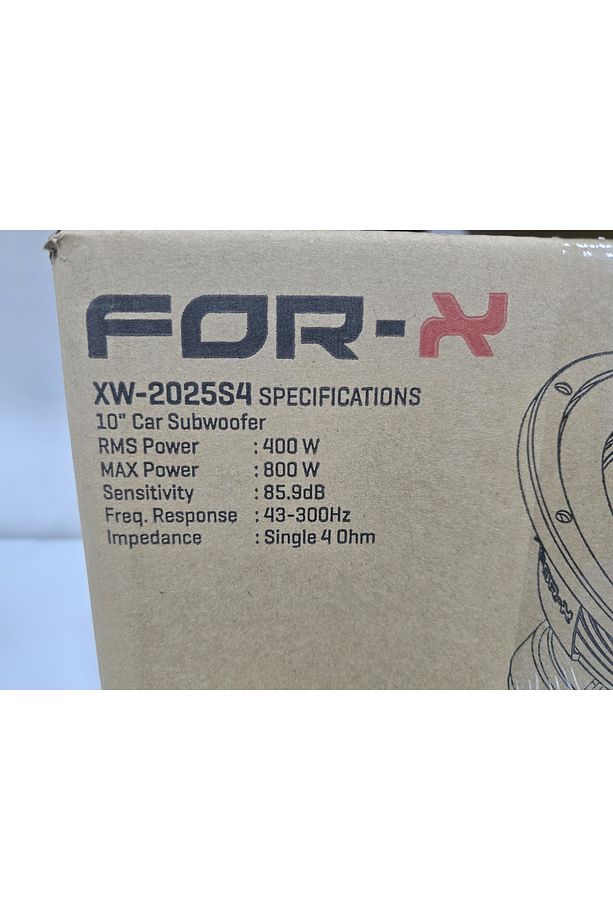 FOR-X
XW-2025S4 SPECIFICATIONS
10" Car Subwoofer
RMS Power : 400 W
MAX Power : 800 W
Sensitivity : 85.9dB
Freq. Response : 43-300Hz
Impedance : Single 4 Ohm
FOR-X